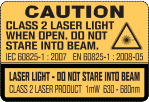 CAUTION
CLASS 2 LASER LIGHT
WHEN OPEN. DO NOT
STARE INTO BEAM.
IEC 60825-1 : 2007 EN 60825-1 : 2008-05
LASER LIGHT - DO NOT STARE INTO BEAM
CLASS 2 LASER PRODUCT 1mW 630 - 680nm